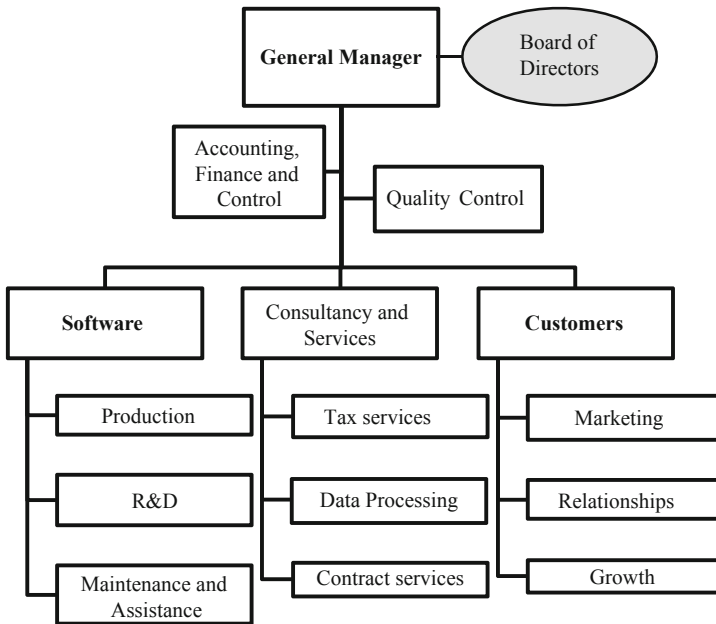 General Manager
Board of
Directors
Accounting,
Finance and
Control
Quality Control
Software
Consultancy and
Services
Customers
Production
Tax services
Marketing
R&D
Data Processing
Relationships
Maintenance and
Assistance
Contract services
Growth